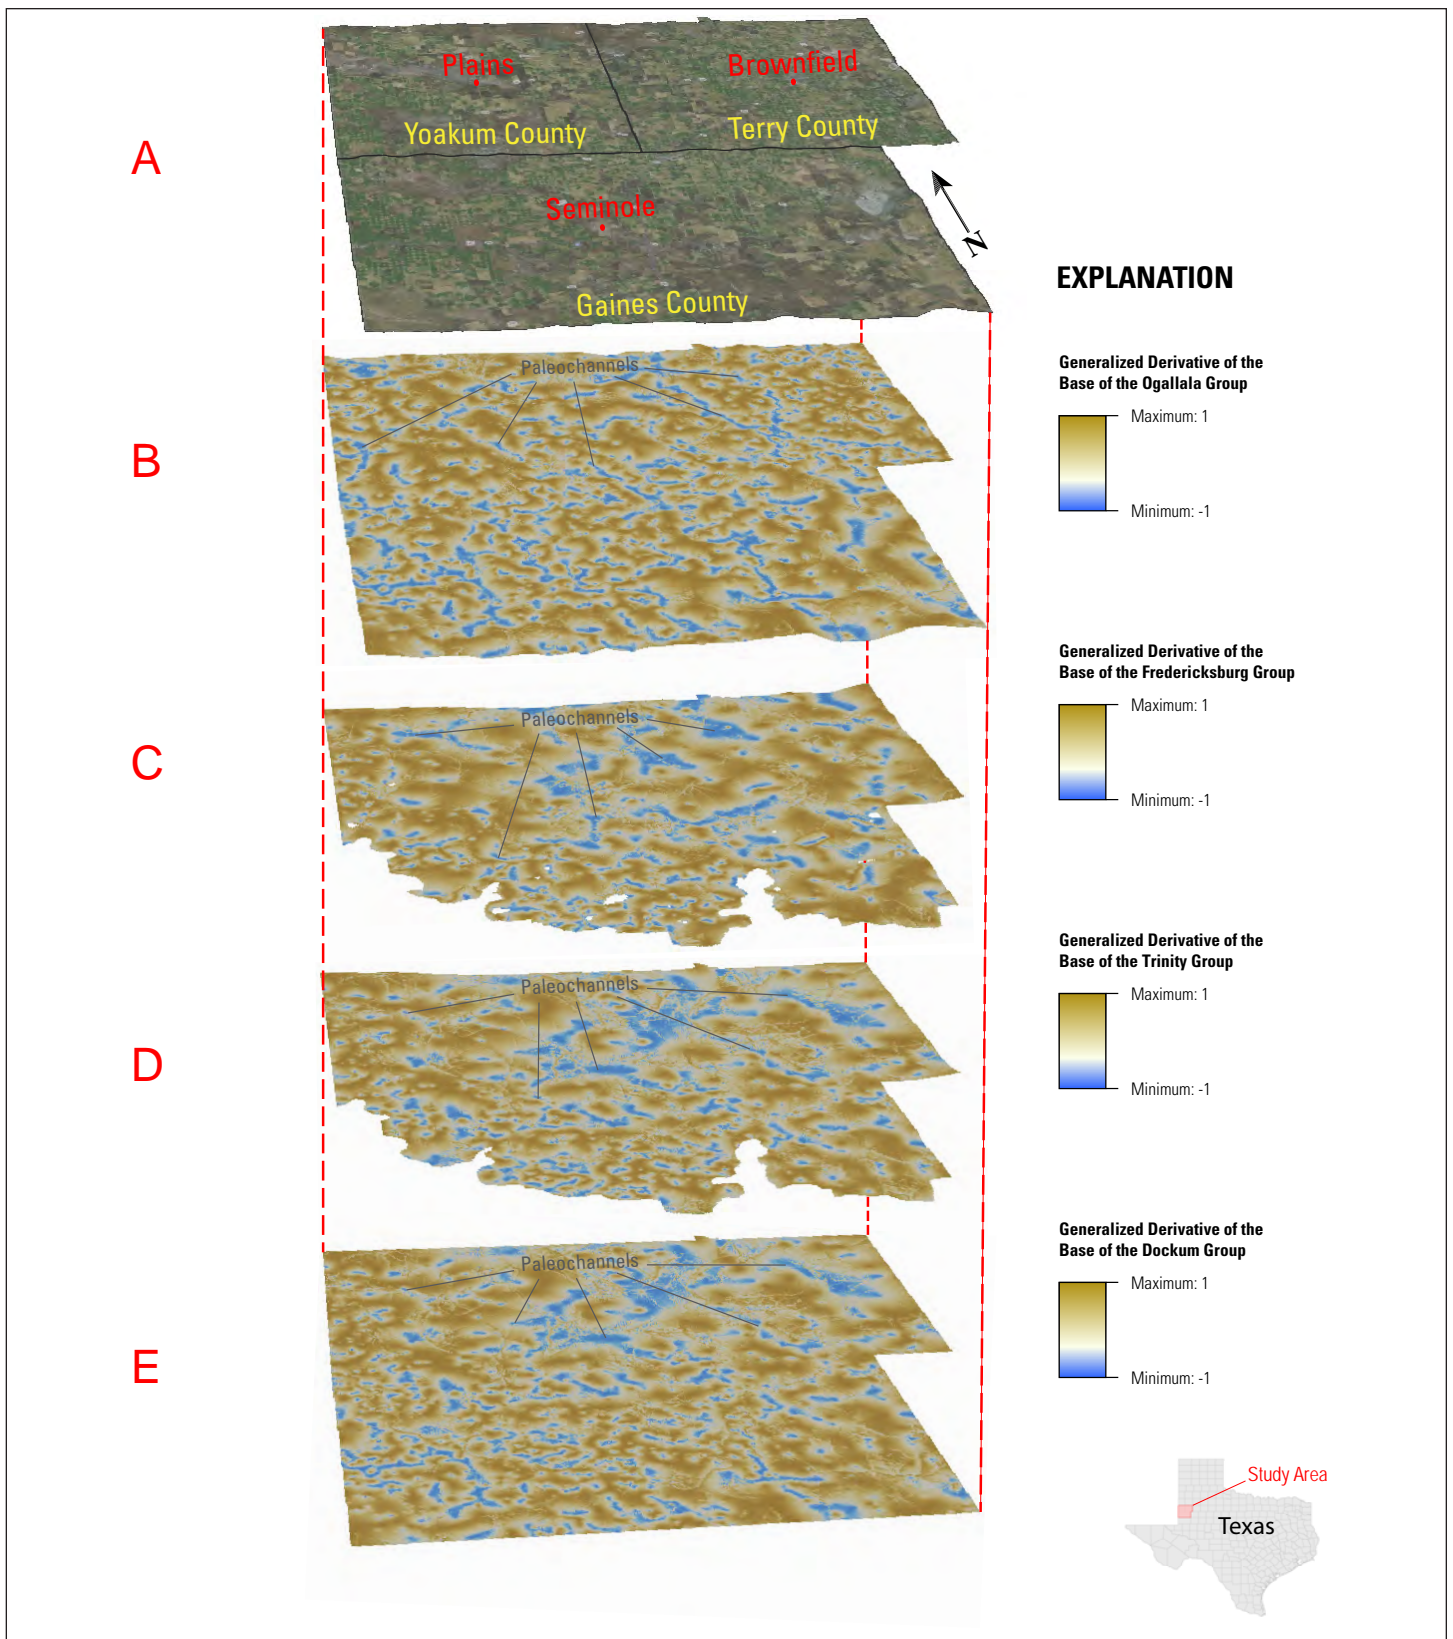 A
Plains
Brownfield
Yoakum County
Terry County
Seminole
Gaines County
N
EXPLANATION
B
Paleochannels
Generalized Derivative of the
Base of the Ogallala Group
Maximum: 1
Minimum: -1
C
Paleochannels
Generalized Derivative of the
Base of the Fredericksburg Group
Maximum: 1
Minimum: -1
D
Paleochannels
Generalized Derivative of the
Base of the Trinity Group
Maximum: 1
Minimum: -1
E
Paleochannels
Generalized Derivative of the
Base of the Dockum Group
Maximum: 1
Minimum: -1
Study Area
Texas